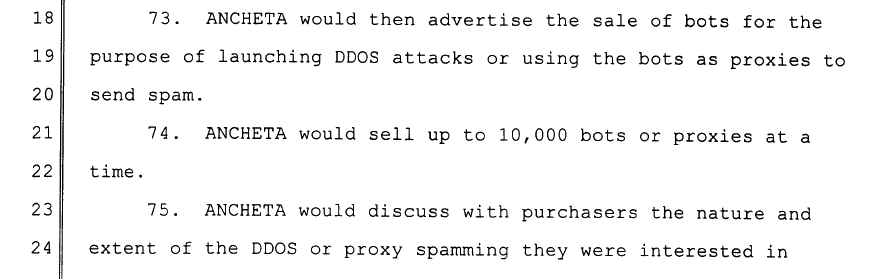 18 73. ANCHETA would then advertise the sale of bots for the
19 purpose of launching DDOS attacks or using the bots as proxies to
20 send spam.
21 74. ANCHETA would sell up to 10,000 bots or proxies at a
22 time.
23 75. ANCHETA would discuss with purchasers the nature and
24 extent of the DDOS or proxy spamming they were interested in